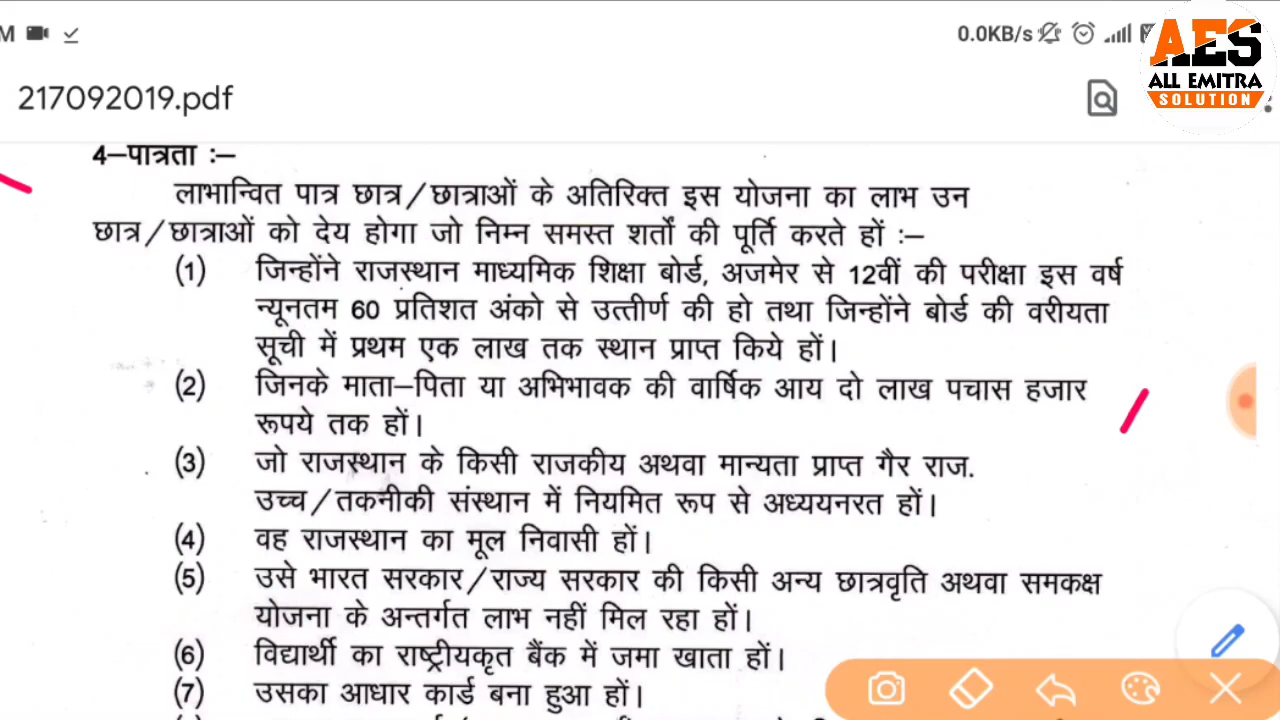 0.0KB/s
AES
ALL EMITRA
SOLUTION
217092019.pdf
4—पात्रता :—
लाभान्वित पात्र छात्र/छात्राओं के अतिरिक्त इस योजना का लाभ उन
छात्र/छात्राओं को देय होगा जो निम्न समस्त शर्तों की पूर्ति करते हों :—
(1) जिन्होंने राजस्थान माध्यमिक शिक्षा बोर्ड, अजमेर से 12वीं की परीक्षा इस वर्ष
न्यूनतम 60 प्रतिशत अंको से उत्तीर्ण की हो तथा जिन्होंने बोर्ड की वरीयता
सूची में प्रथम एक लाख तक स्थान प्राप्त किये हों।
(2) जिनके माता—पिता या अभिभावक की वार्षिक आय दो लाख पचास हजार
रूपये तक हों।
(3) जो राजस्थान के किसी राजकीय अथवा मान्यता प्राप्त गैर राज.
उच्च/तकनीकी संस्थान में नियमित रूप से अध्ययनरत हों।
(4) वह राजस्थान का मूल निवासी हों।
(5) उसे भारत सरकार/राज्य सरकार की किसी अन्य छात्रवृति अथवा समकक्ष
योजना के अन्तर्गत लाभ नहीं मिल रहा हों।
(6) विद्यार्थी का राष्ट्रीयकृत बैंक में जमा खाता हों।
(7) उसका आधार कार्ड बना हुआ हों।